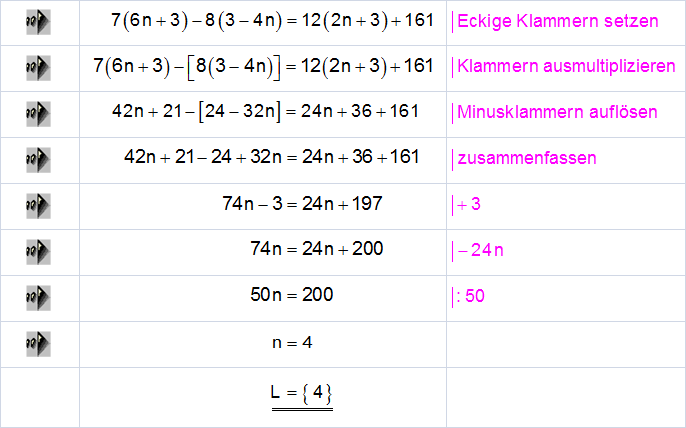 7(6n+3)−8(3−4n)=12(2n+3)+161 |Eckige Klammern setzen
7(6n+3)−[8(3−4n)]=12(2n+3)+161 |Klammern ausmultiplizieren
42n+21−[24−32n]=24n+36+161 |Minusklammern auflösen
42n+21−24+32n=24n+36+161 |zusammenfassen
74n−3=24n+197 |+3
74n=24n+200 |−24n
50n=200 |:50
n=4
L={4}